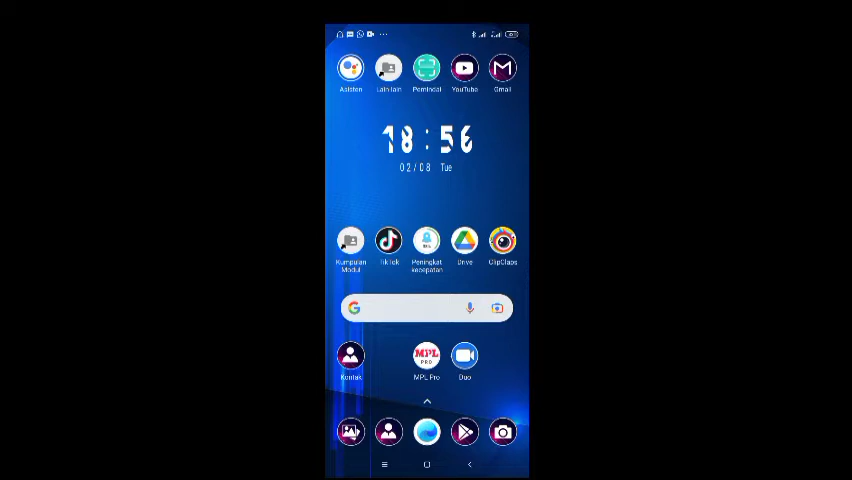 Asisten Lain lain Pemindai YouTube Gmail
18:56
02/08 Tue
Kumpulan Modul TikTok Peningkat kecepatan Drive ClipClaps
MPL
PRO
Kontak MPL Pro Duo